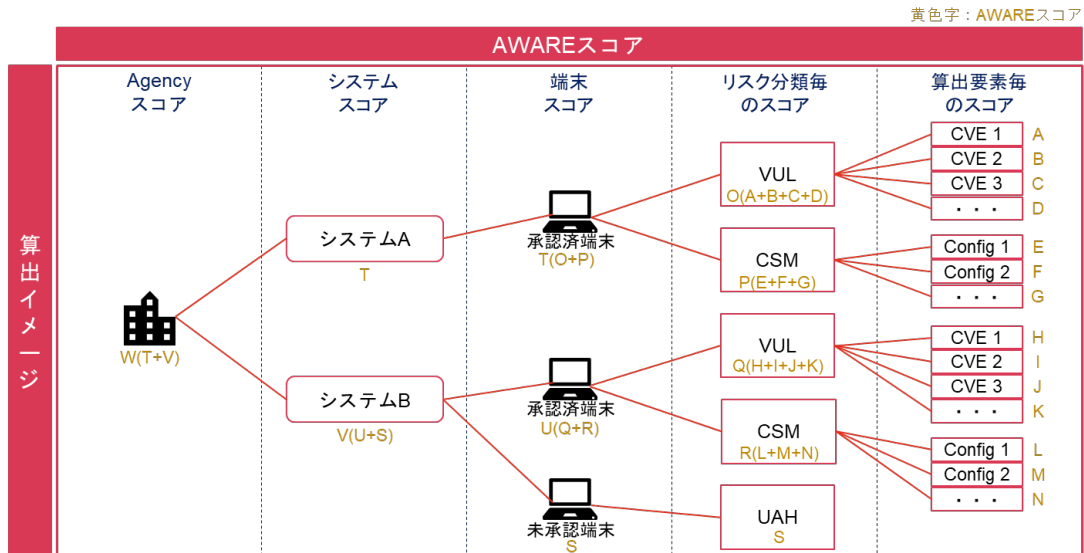 黄色字：AWAREスコア
AWAREスコア
算出イメージ
Agency
スコア
システム
スコア
端末
スコア
リスク分類毎
のスコア
算出要素毎
のスコア
W(T+V)
システムA
T
システムB
V(U+S)
承認済端末
T(O+P)
承認済端末
U(Q+R)
未承認端末
S
VUL
O(A+B+C+D)
CSM
P(E+F+G)
VUL
Q(H+I+J+K)
CSM
R(L+M+N)
UAH
S
CVE 1 A
CVE 2 B
CVE 3 C
・・・ D
Config 1 E
Config 2 F
・・・ G
CVE 1 H
CVE 2 I
CVE 3 J
・・・ K
Config 1 L
Config 2 M
・・・ N